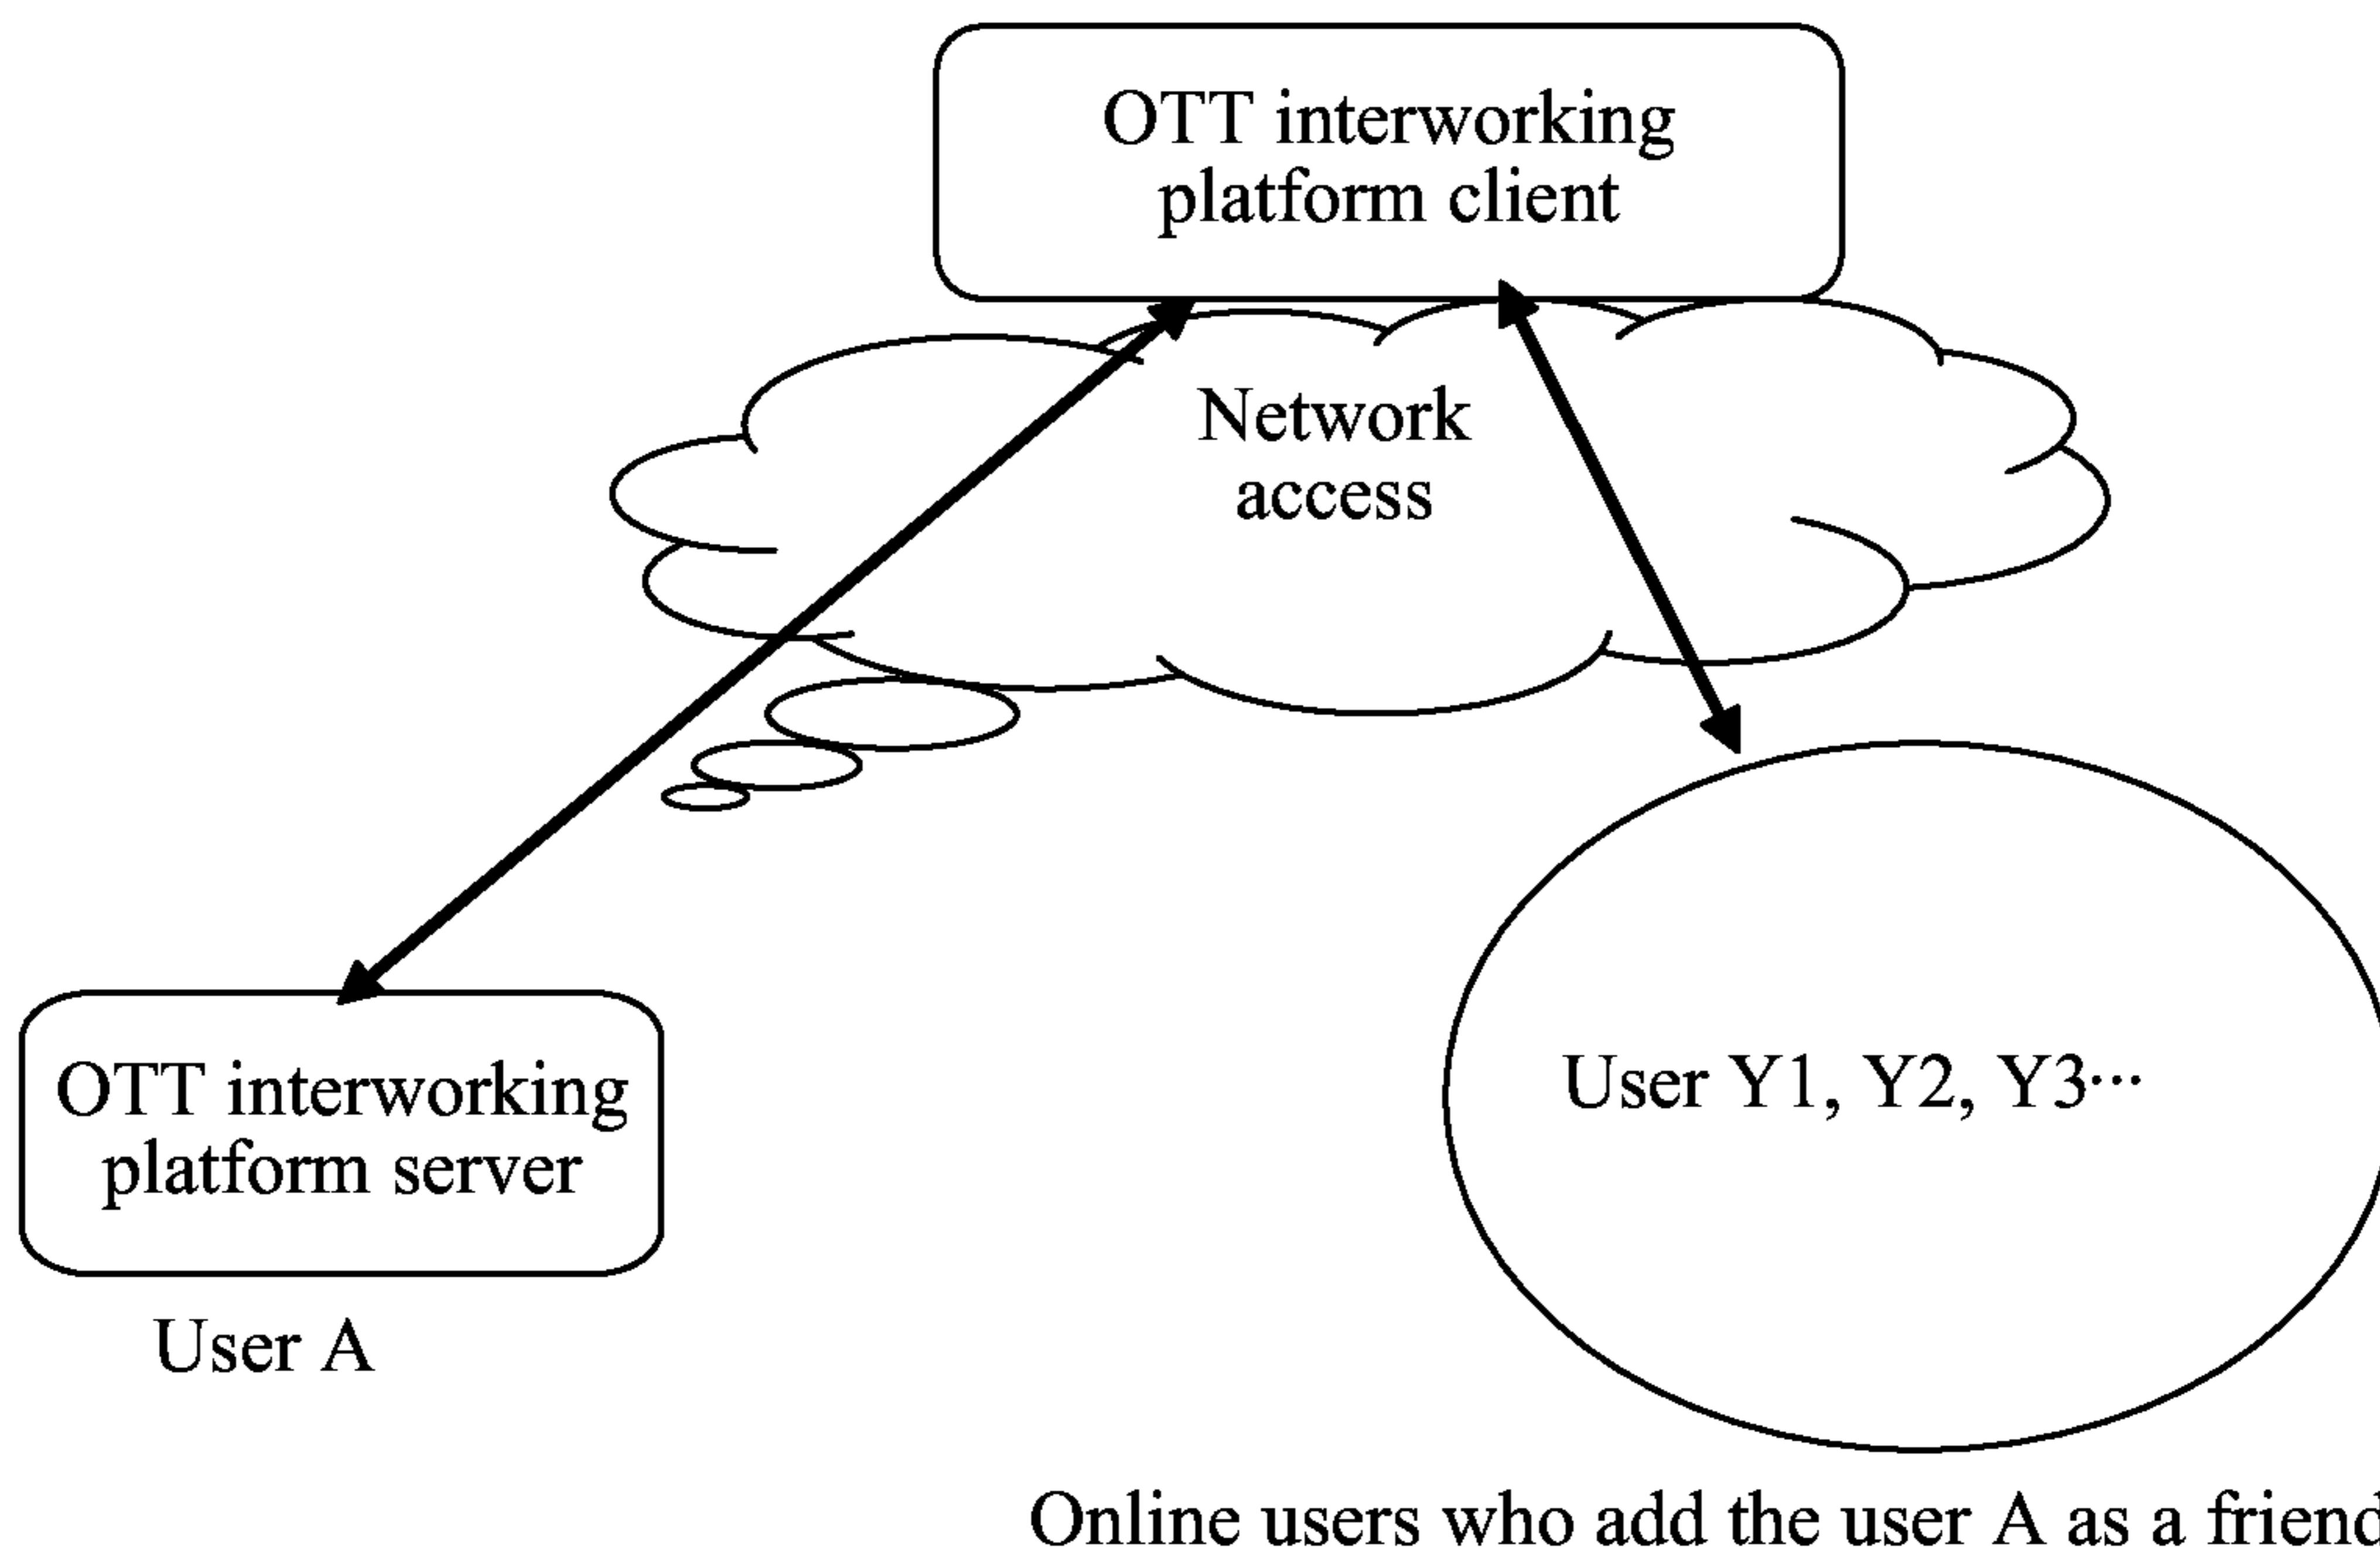 OTT interworking
platform client
Network
access
OTT interworking
platform server
User A
User Y1, Y2, Y3···
Online users who add the user A as a friend